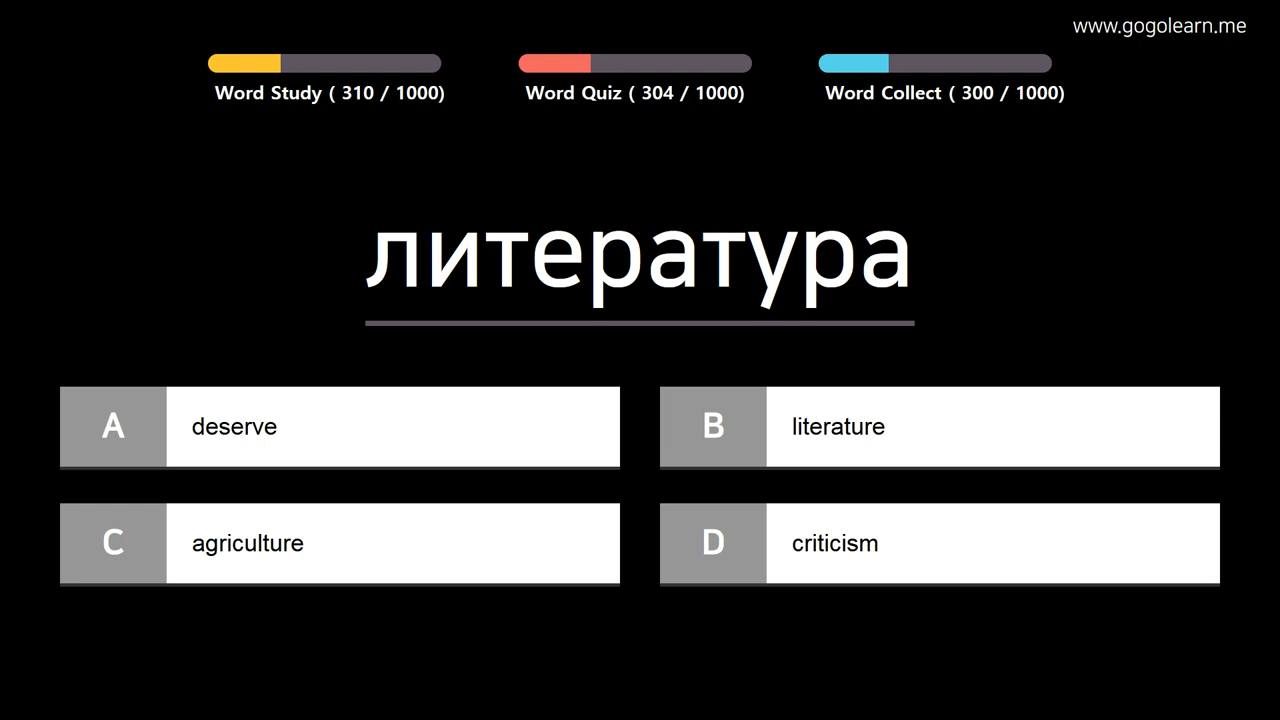 www.gogolearn.me
Word Study ( 310 / 1000)
Word Quiz ( 304 / 1000)
Word Collect ( 300 / 1000)
литература
A deserve
B literature
C agriculture
D criticism